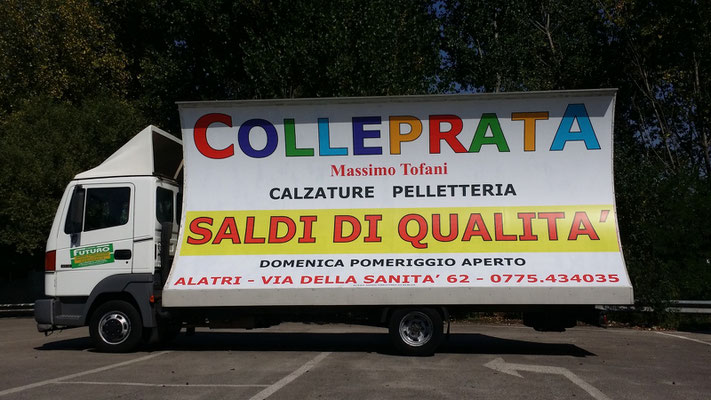 COLLEPRATA
Massimo Tofani
CALZATURE PELLETTERIA
SALDI DI QUALITA'
DOMENICA POMERIGGIO APERTO
ALATRI - VIA DELLA SANITA' 62 - 0775.434035
FUTURO